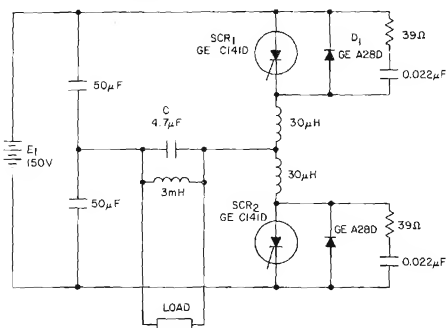 SCR1
GE C141D
D1
GE A28D
39Ω
0.022µF
50µF
C
4.7µF
30µH
E1
150V
3mH
30µH
50µF
SCR2
GE C141D
GE A28D
39Ω
0.022µF
LOAD